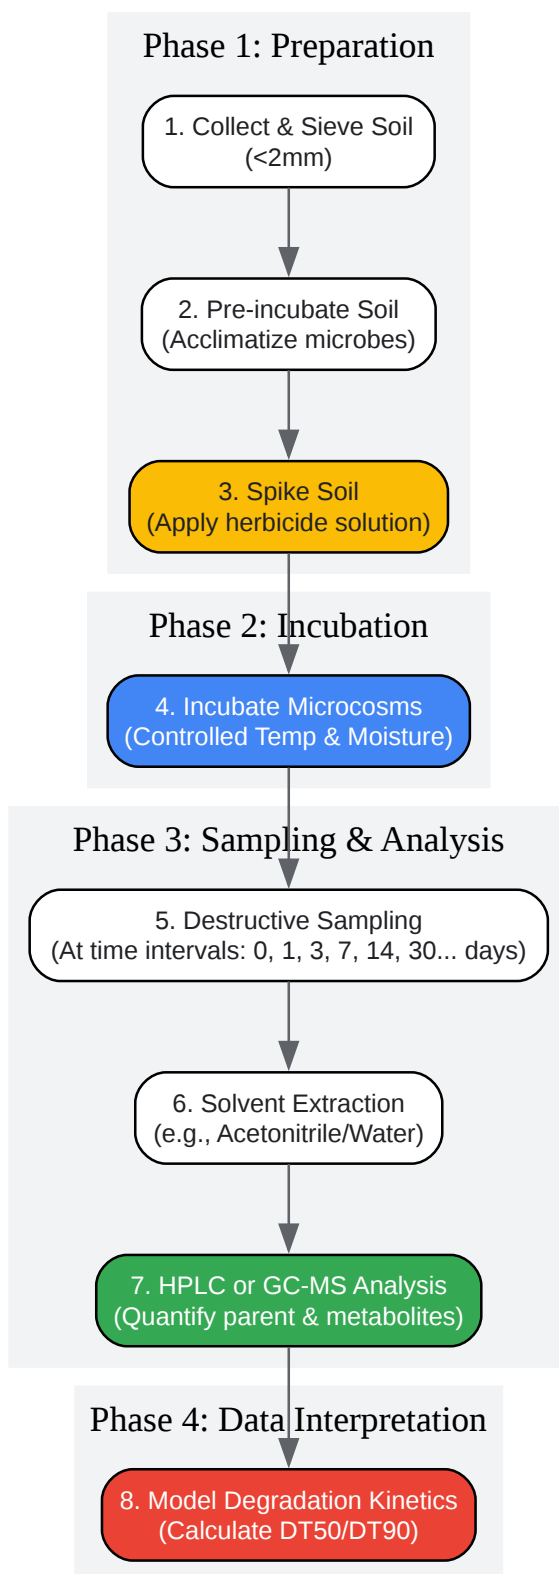 Phase 1: Preparation
1. Collect & Sieve Soil
(<2mm)
2. Pre-incubate Soil
(Acclimatize microbes)
3. Spike Soil
(Apply herbicide solution)
Phase 2: Incubation
4. Incubate Microcosms
(Controlled Temp & Moisture)
Phase 3: Sampling & Analysis
5. Destructive Sampling
(At time intervals: 0, 1, 3, 7, 14, 30... days)
6. Solvent Extraction
(e.g., Acetonitrile/Water)
7. HPLC or GC-MS Analysis
(Quantify parent & metabolites)
Phase 4: Data Interpretation
8. Model Degradation Kinetics
(Calculate DT50/DT90)